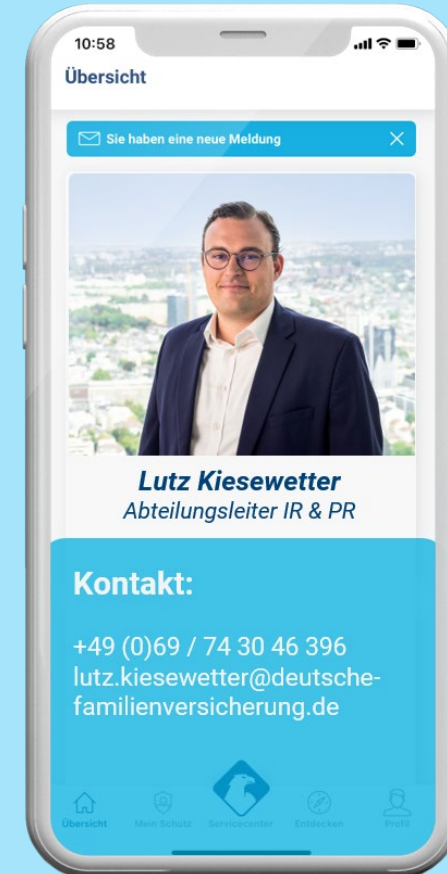 10:58
Übersicht
Sie haben eine neue Meldung
Lutz Kiesewetter
Abteilungsleiter IR & PR
Kontakt:
+49 (0)69 / 74 30 46 396
lutz.kiesewetter@deutsche-
familienversicherung.de
Übersicht Mein Schutz Servicecenter Entdecken Profil